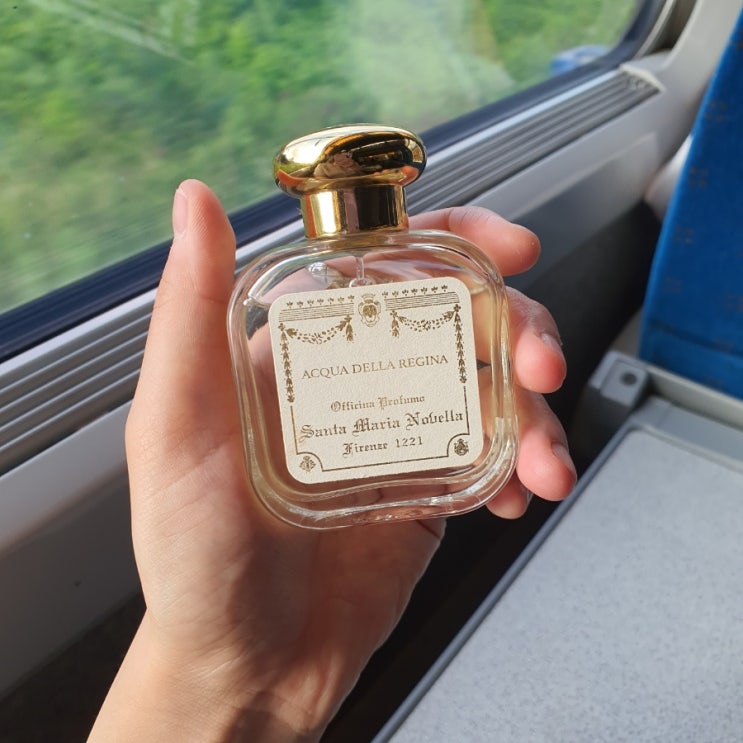 ACQUA DELLA REGINA
Officina Profumo
Santa Maria Novella
Firenze 1221